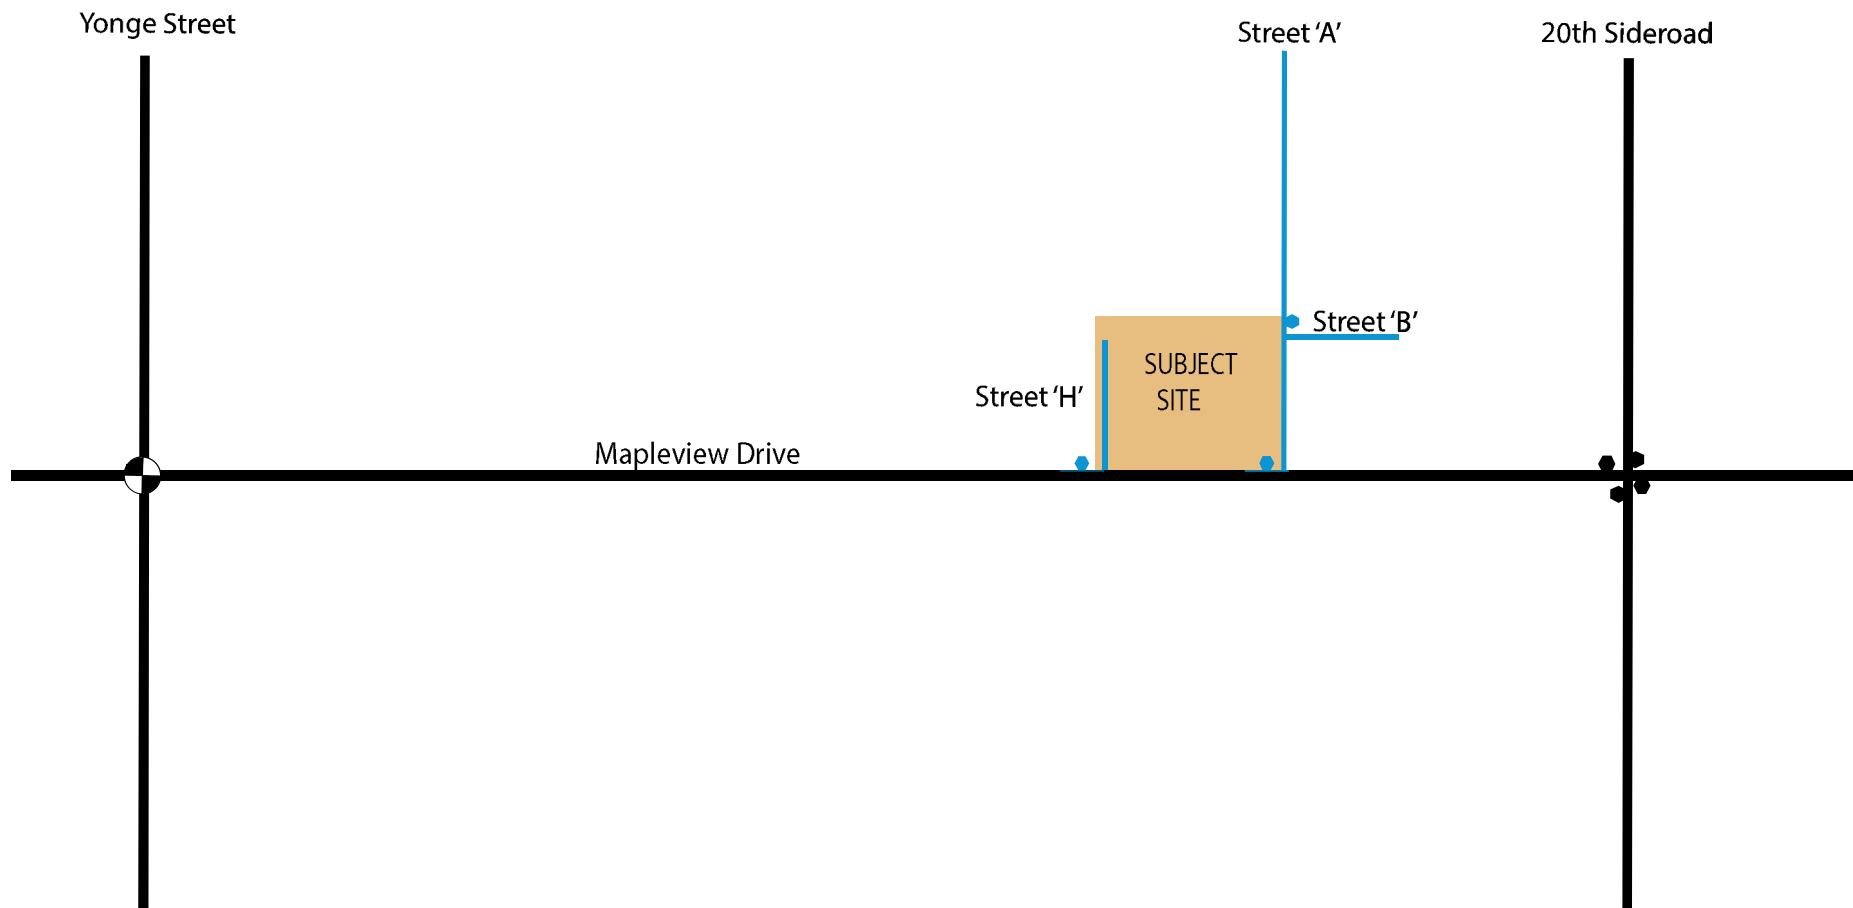 Yonge Street
Street ‘A’
20th Sideroad
Street ‘B’
SUBJECT
SITE
Street ‘H’
Mapleview Drive